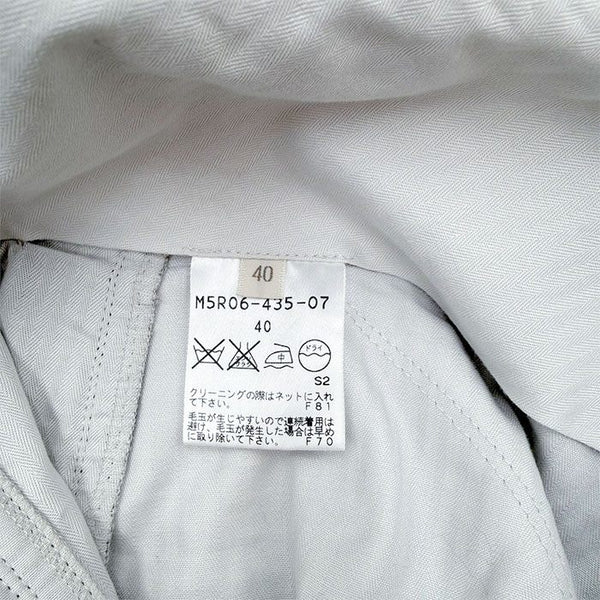 40
M5R06-435-07
40
中
ドライ
S2
クリーニングの際はネットに入れ
て下さい。 F81
毛玉が生じやすいので連続着用は
避け、毛玉が発生した場合は早め
に取り除いて下さい。 F70